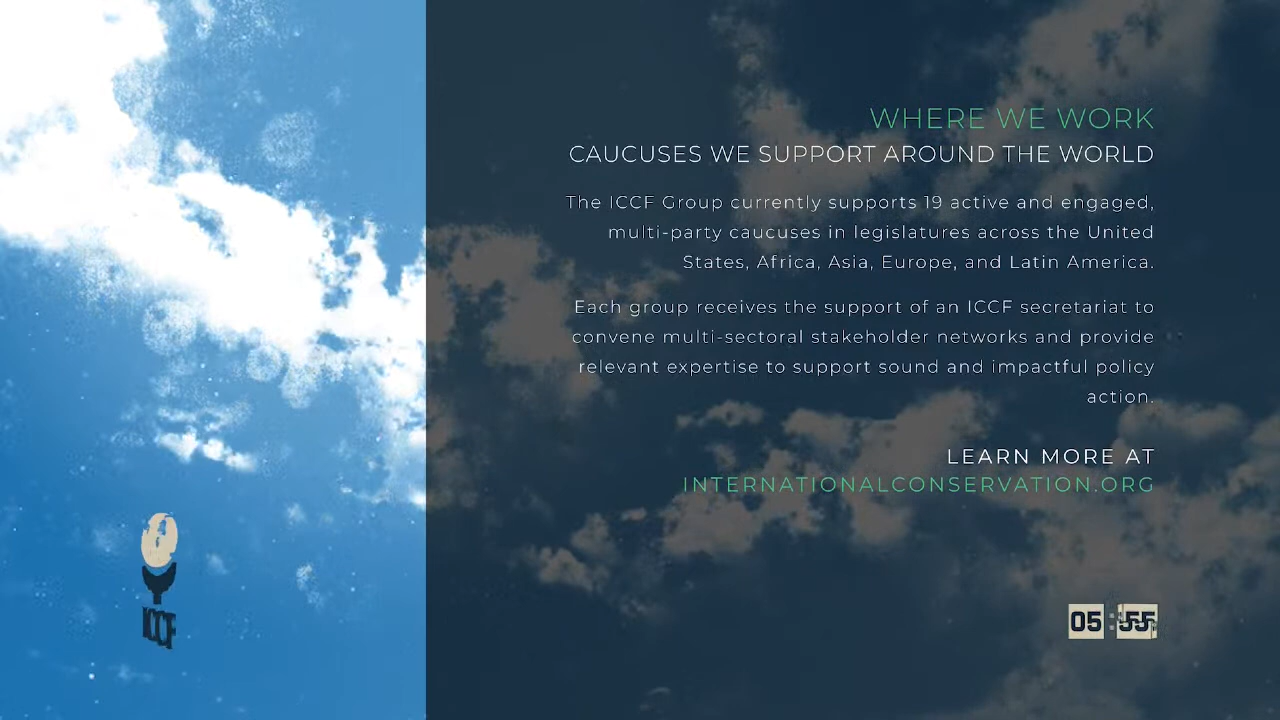 WHERE WE WORK
CAUCUSES WE SUPPORT AROUND THE WORLD
The ICCF Group currently supports 19 active and engaged,
multi-party caucuses in legislatures across the United
States, Africa, Asia, Europe, and Latin America.
Each group receives the support of an ICCF secretariat to
convene multi-sectoral stakeholder networks and provide
relevant expertise to support sound and impactful policy
action.
LEARN MORE AT
INTERNATIONALCONSERVATION.ORG
ICCF
05:55